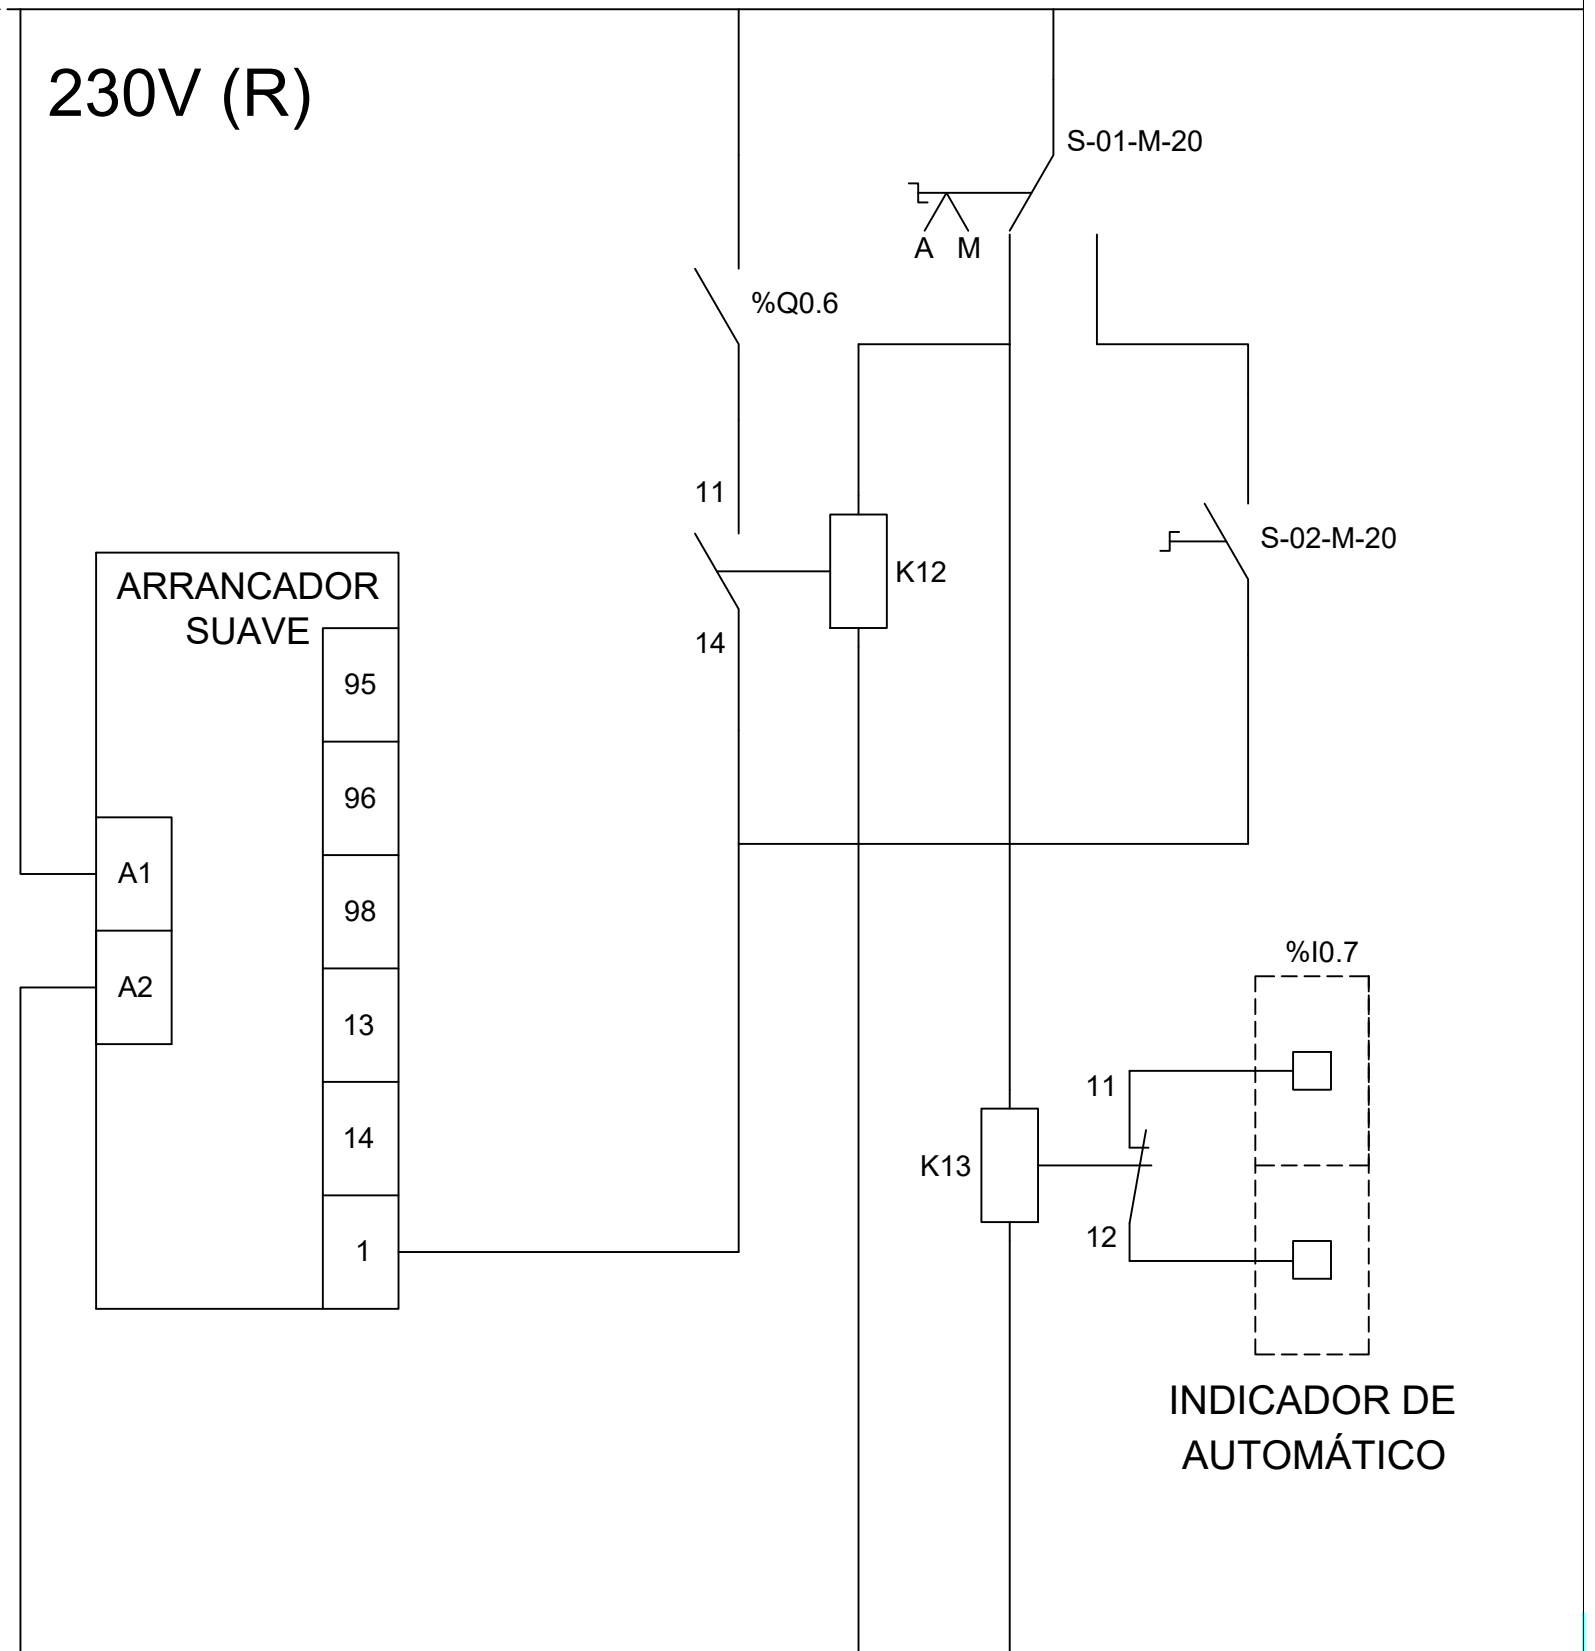 230V (R)
S-01-M-20
A M
%Q0.6
11
S-02-M-20
K12
ARRANCADOR
SUAVE
14
95
96
A1
98
%I0.7
A2
13
11
14
K13
12
1
INDICADOR DE
AUTOMÁTICO